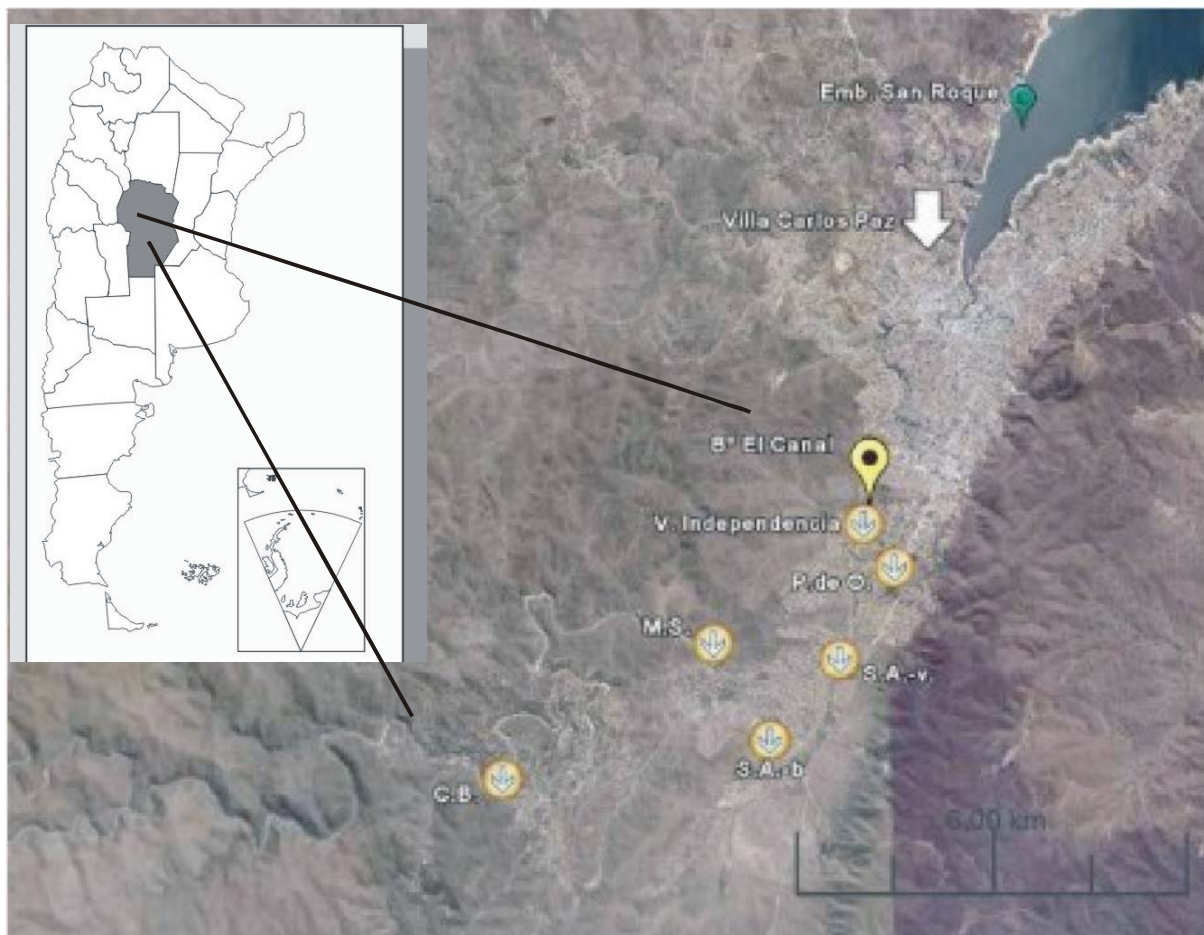 Emb. San Roque
Villa Carlos Paz
B° El Canal
V. Independencia
P.de O.
M.S.
S.A.-v.
S.A.-b
C.B.
6,00 km